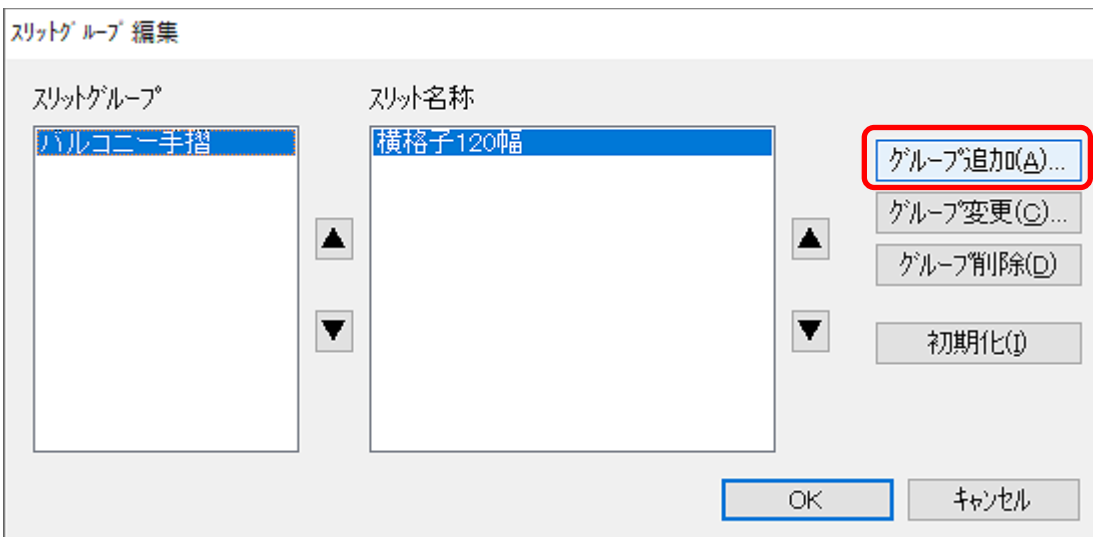 スリットグループ 編集
スリットグループ
スリット名称
バルコニー手摺
横格子120幅
グループ追加(A)...
グループ変更(C)...
グループ削除(D)
初期化(I)
▲
▼
▲
▼
OK
キャンセル